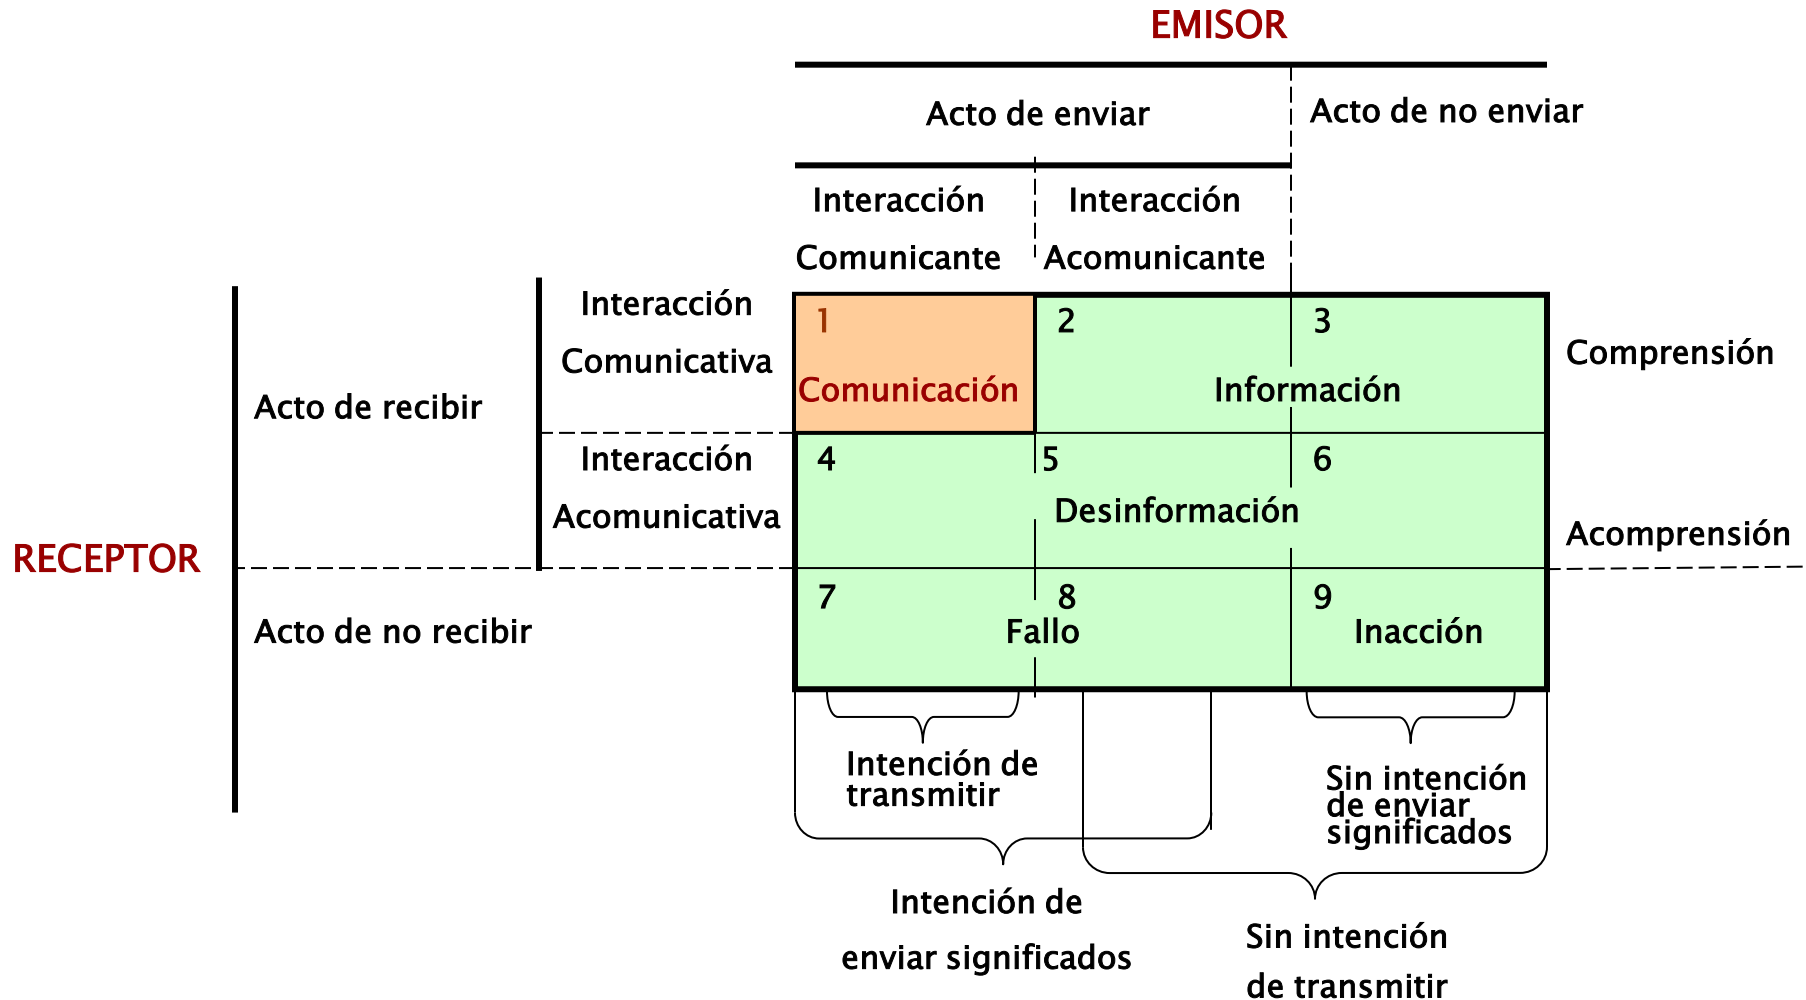 EMISOR
Acto de enviar
Acto de no enviar
Interacción
Comunicante
Interacción
Acomunicante
Interacción
Comunicativa
1
Comunicación
2
3
Información
Comprensión
Acto de recibir
Interacción
Acomunicativa
4
5
6
Desinformación
Acomprensión
RECEPTOR
Acto de no recibir
7
8
9
Fallo
Inacción
Intención de
transmitir
Sin intención
de enviar
significados
Intención de
enviar significados
Sin intención
de transmitir